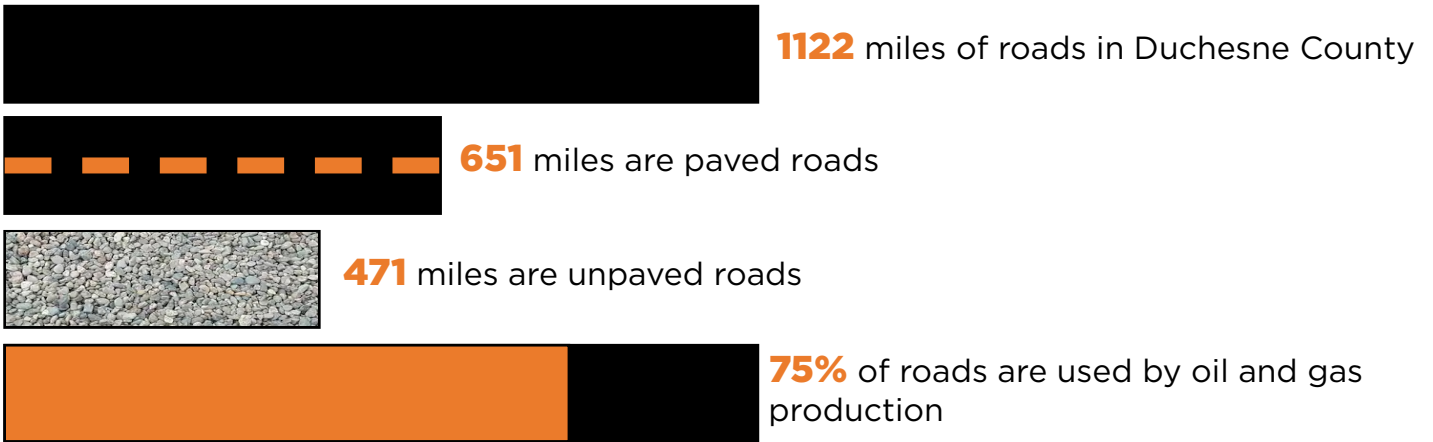 1122 miles of roads in Duchesne County
651 miles are paved roads
471 miles are unpaved roads
75% of roads are used by oil and gas
production